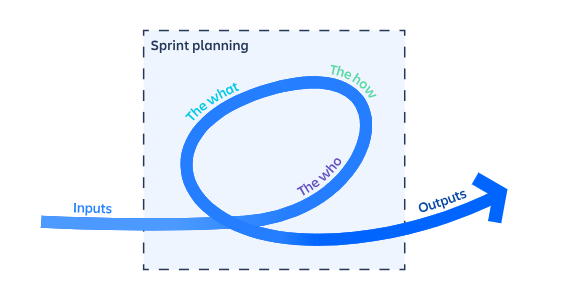 Sprint planning
The what
The how
The who
Inputs
Outputs